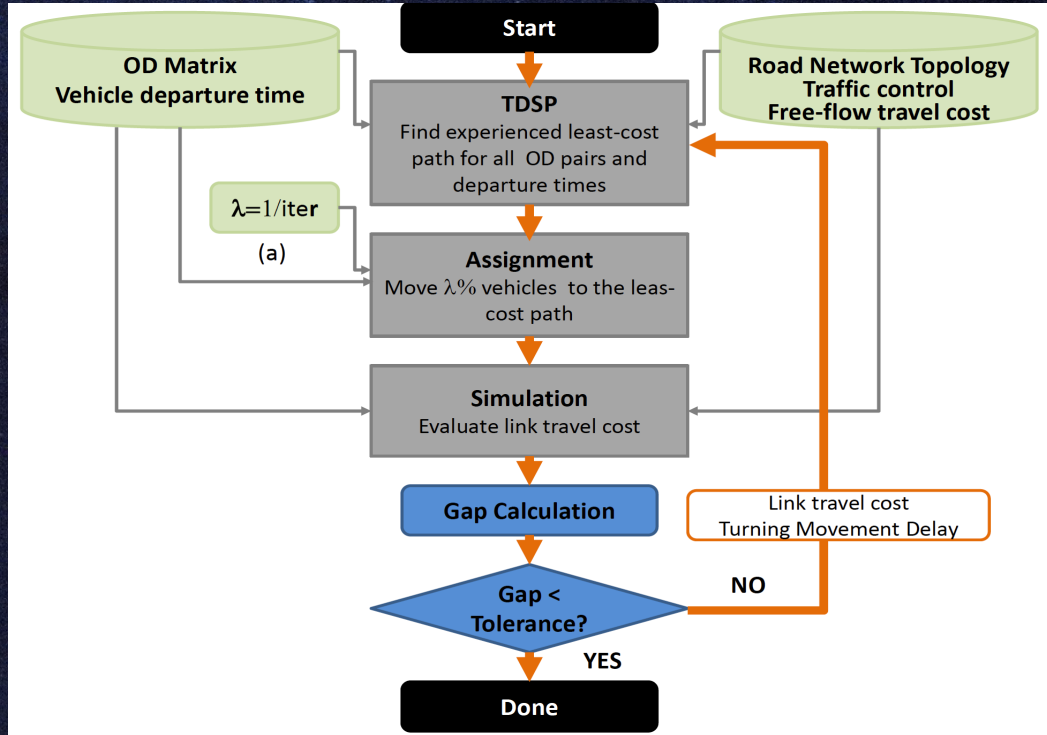 Start
OD Matrix
Vehicle departure time
Road Network Topology
Traffic control
Free-flow travel cost
TDSP
Find experienced least-cost
path for all OD pairs and
departure times
λ=1/iter
(a)
Assignment
Move λ% vehicles to the leas-
cost path
Simulation
Evaluate link travel cost
Gap Calculation
Link travel cost
Turning Movement Delay
Gap <
Tolerance?
NO
YES
Done